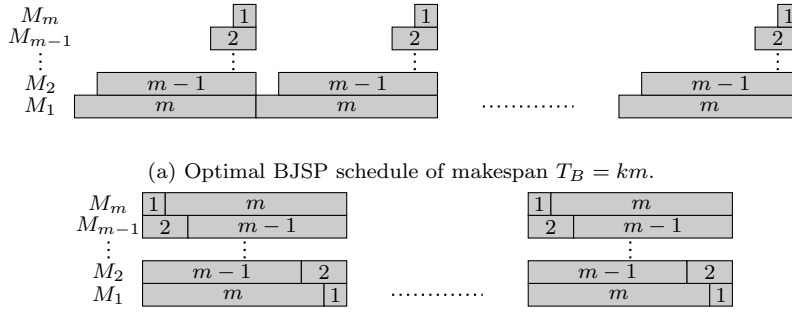 M_m 1 1 1
M_{m−1} 2 2 2
⋮ ⋮ ⋮ ⋮
M_2 m − 1 m − 1 m − 1
M_1 m m ............ m
(a) Optimal BJSP schedule of makespan T_B = km.
M_m 1 m 1 m
M_{m−1} 2 m − 1 2 m − 1
⋮ ⋮ ⋮
M_2 m − 1 2 m − 1 2
M_1 m 1 ............ m 1